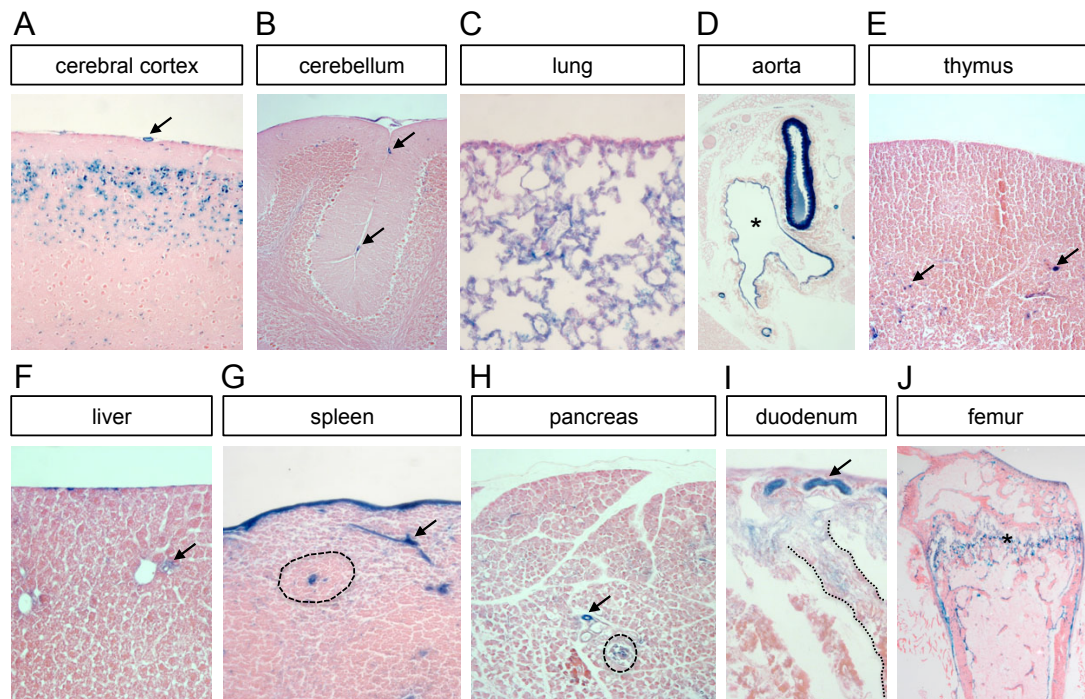 A
cerebral cortex
B
cerebellum
C
lung
D
aorta
E
thymus
F
liver
G
spleen
H
pancreas
I
duodenum
J
femur
*
*